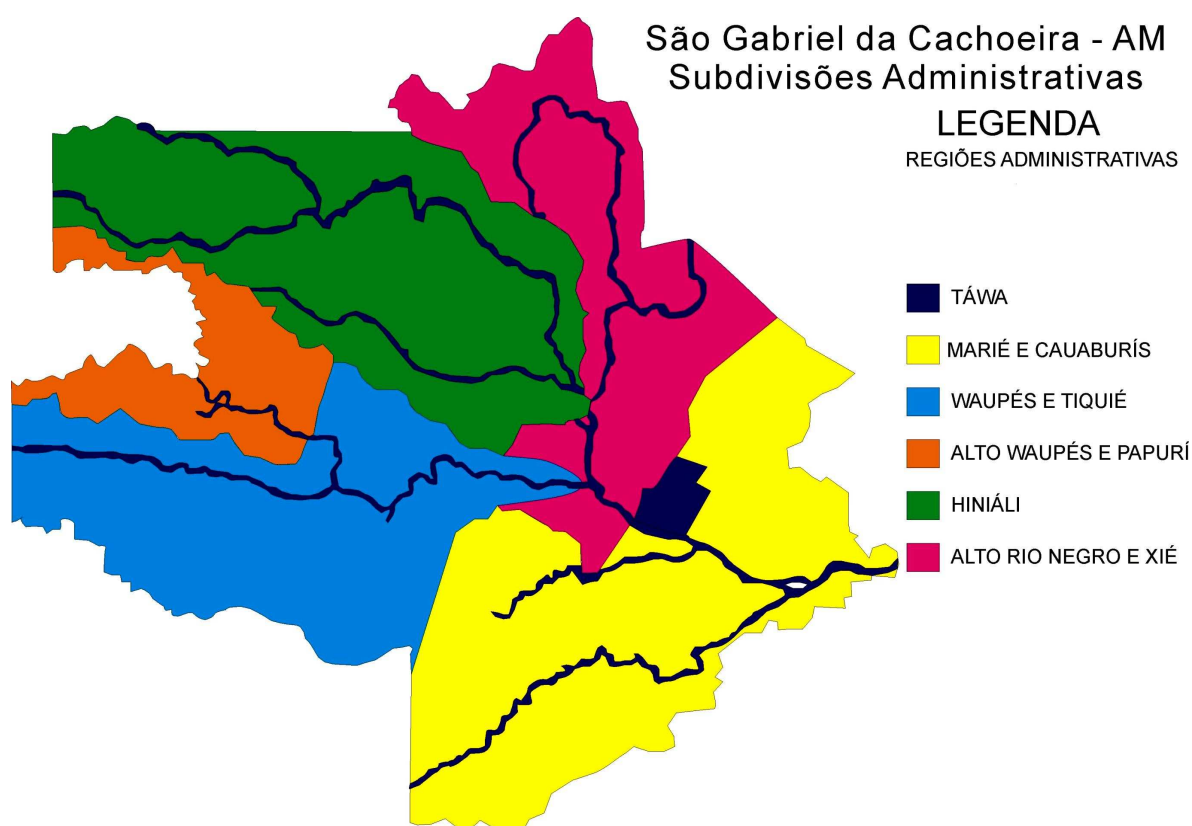 São Gabriel da Cachoeira - AM
Subdivisões Administrativas
LEGENDA
REGIÕES ADMINISTRATIVAS
TÁWA
MARIÉ E CAUABURÍS
WAUPÉS E TIQUIÉ
ALTO WAUPÉS E PAPURÍ
HINIÁLI
ALTO RIO NEGRO E XIÉ